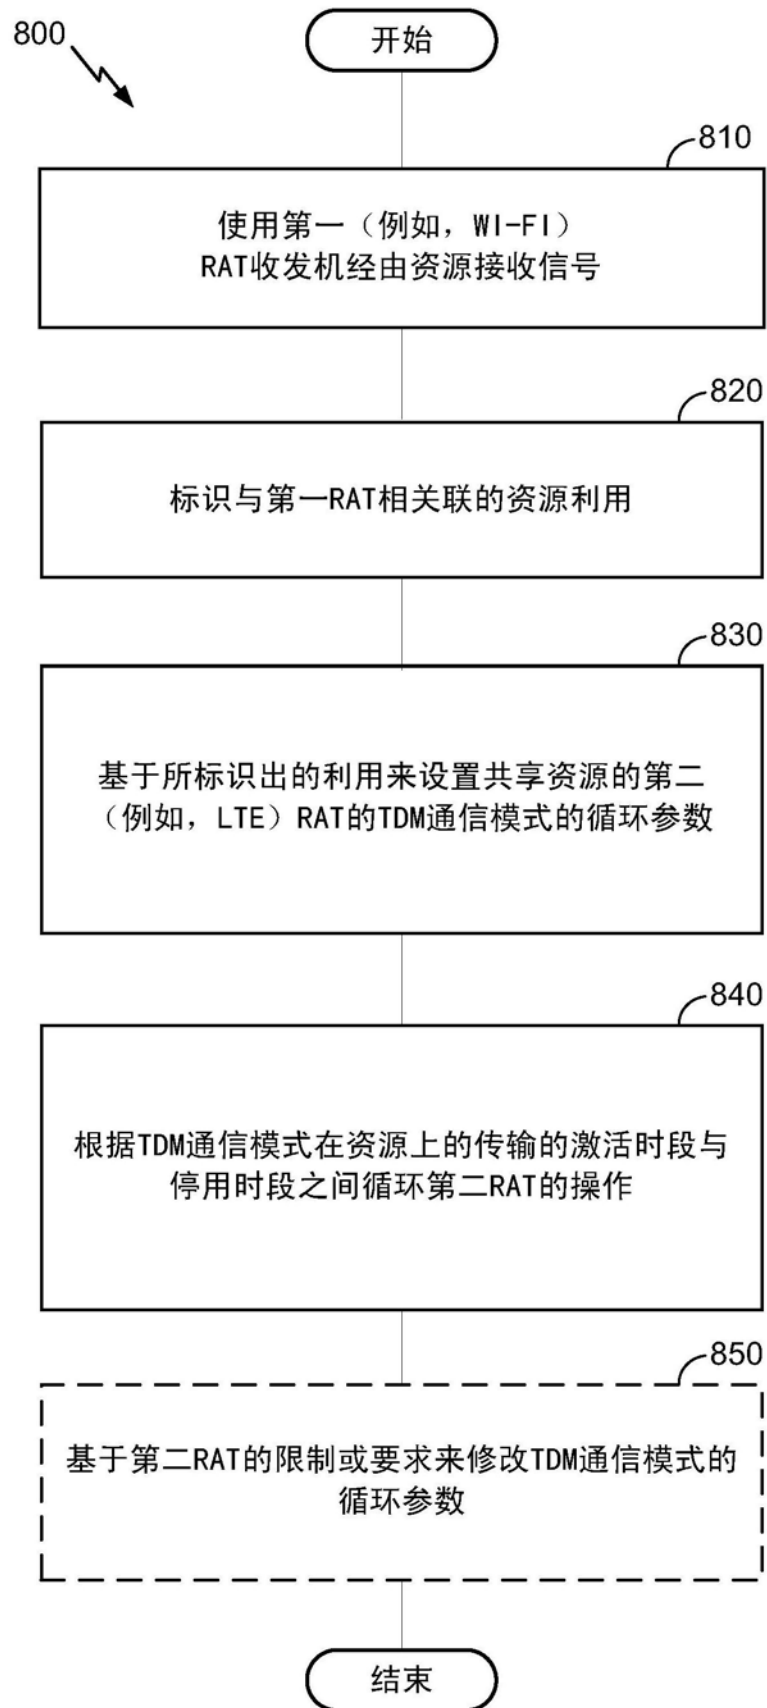 800
开始
810
使用第一（例如，WI-FI）
RAT收发机经由资源接收信号
820
标识与第一RAT相关联的资源利用
830
基于所标识出的利用来设置共享资源的第二
（例如，LTE）RAT的TDM通信模式的循环参数
840
根据TDM通信模式在资源上的传输的激活时段与
停用时段之间循环第二RAT的操作
850
基于第二RAT的限制或要求来修改TDM通信模式的
循环参数
结束